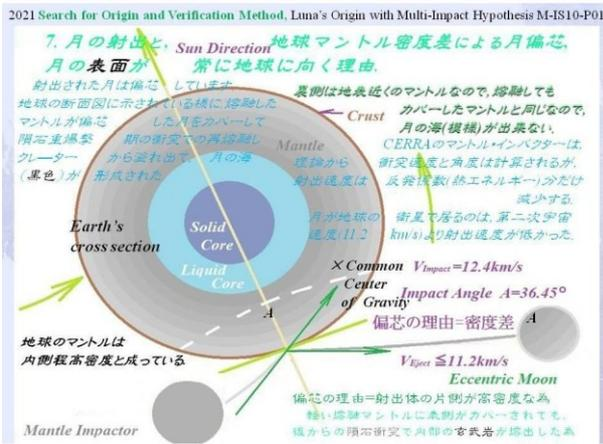 2021 Search for Origin and Verification Method, Luna's Origin with Multi-Impact Hypothesis M-IS10-P01
7. 月の射出と, Sun Direction 地球マントル密度差による月偏芯,
月の表面が 常に地球に向く理由.
射出された月は偏芯 しています
地球の断面図に示されている様に, 熔融した
マントルが偏芯 した月をカバーして
隕石重爆撃 期の衝突での再熔融し
クレーター から溢れ出て, 月の海
(黒色)が 形成された
裏側は地表近くのマントルなので, 熔融しても
カバーしたマントルと同じなので,
月の海(模様)が出来ない.
Crust
Mantle
CERRAのマントル・インパクターは,
理論から 衝突速度と角度は計算されるが,
射出速度は 反発係数(熱エネルギー)分だけ
減少する.
月が地球の 衛星で居るのは, 第二次宇宙
速度(11.2 km/s)より射出速度が低かった.
Earth's
cross section
Solid
Core
Liquid
Core
×Common
Center
of Gravity
VImpact=12.4km/s
Impact Angle A=36.45°
偏芯の理由=密度差
A
A
地球のマントルは
内側程高密度と成っている
VEject≦11.2km/s
Eccentric Moon
偏芯の理由=射出体の片側が高密度な為
軽い熔融マントルに表側がカバーされても,
後からの隕石衝突で内部の玄武岩が熔出した為
Mantle Impactor